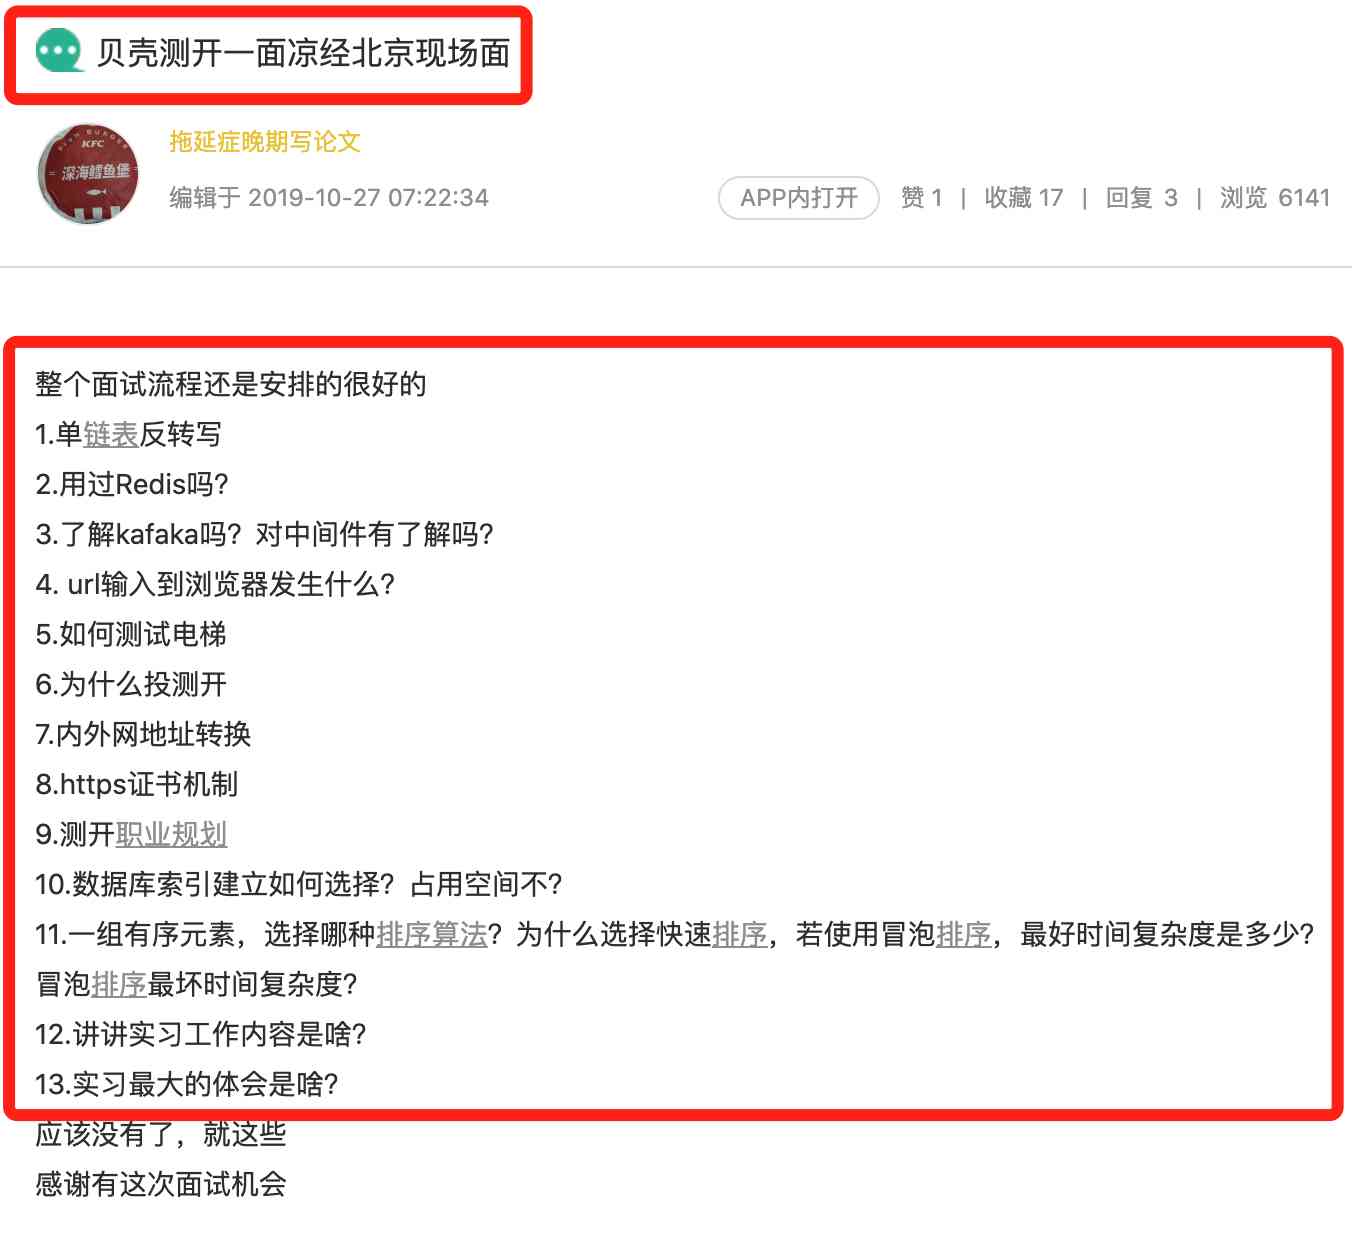 贝壳测开一面凉经北京现场面
FISH BURGER
KFC
深海鳕鱼堡
拖延症晚期写论文
编辑于 2019-10-27 07:22:34
APP内打开 赞 1 | 收藏 17 | 回复 3 | 浏览 6141
整个面试流程还是安排的很好的
1.单链表反转写
2.用过Redis吗?
3.了解kafaka吗? 对中间件有了解吗?
4. url输入到浏览器发生什么?
5.如何测试电梯
6.为什么投测开
7.内外网地址转换
8.https证书机制
9.测开职业规划
10.数据库索引建立如何选择? 占用空间不?
11.一组有序元素，选择哪种排序算法? 为什么选择快速排序，若使用冒泡排序，最好时间复杂度是多少?
冒泡排序最坏时间复杂度?
12.讲讲实习工作内容是啥?
13.实习最大的体会是啥?
应该没有了，就这些
感谢有这次面试机会